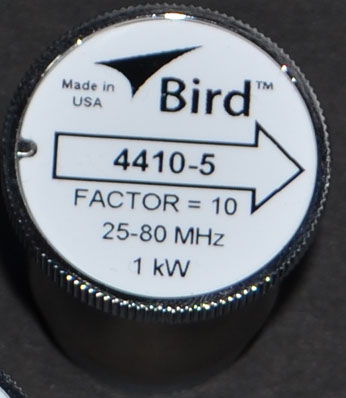 Made in
USA
Bird™
4410-5
FACTOR = 10
25-80 MHz
1 kW